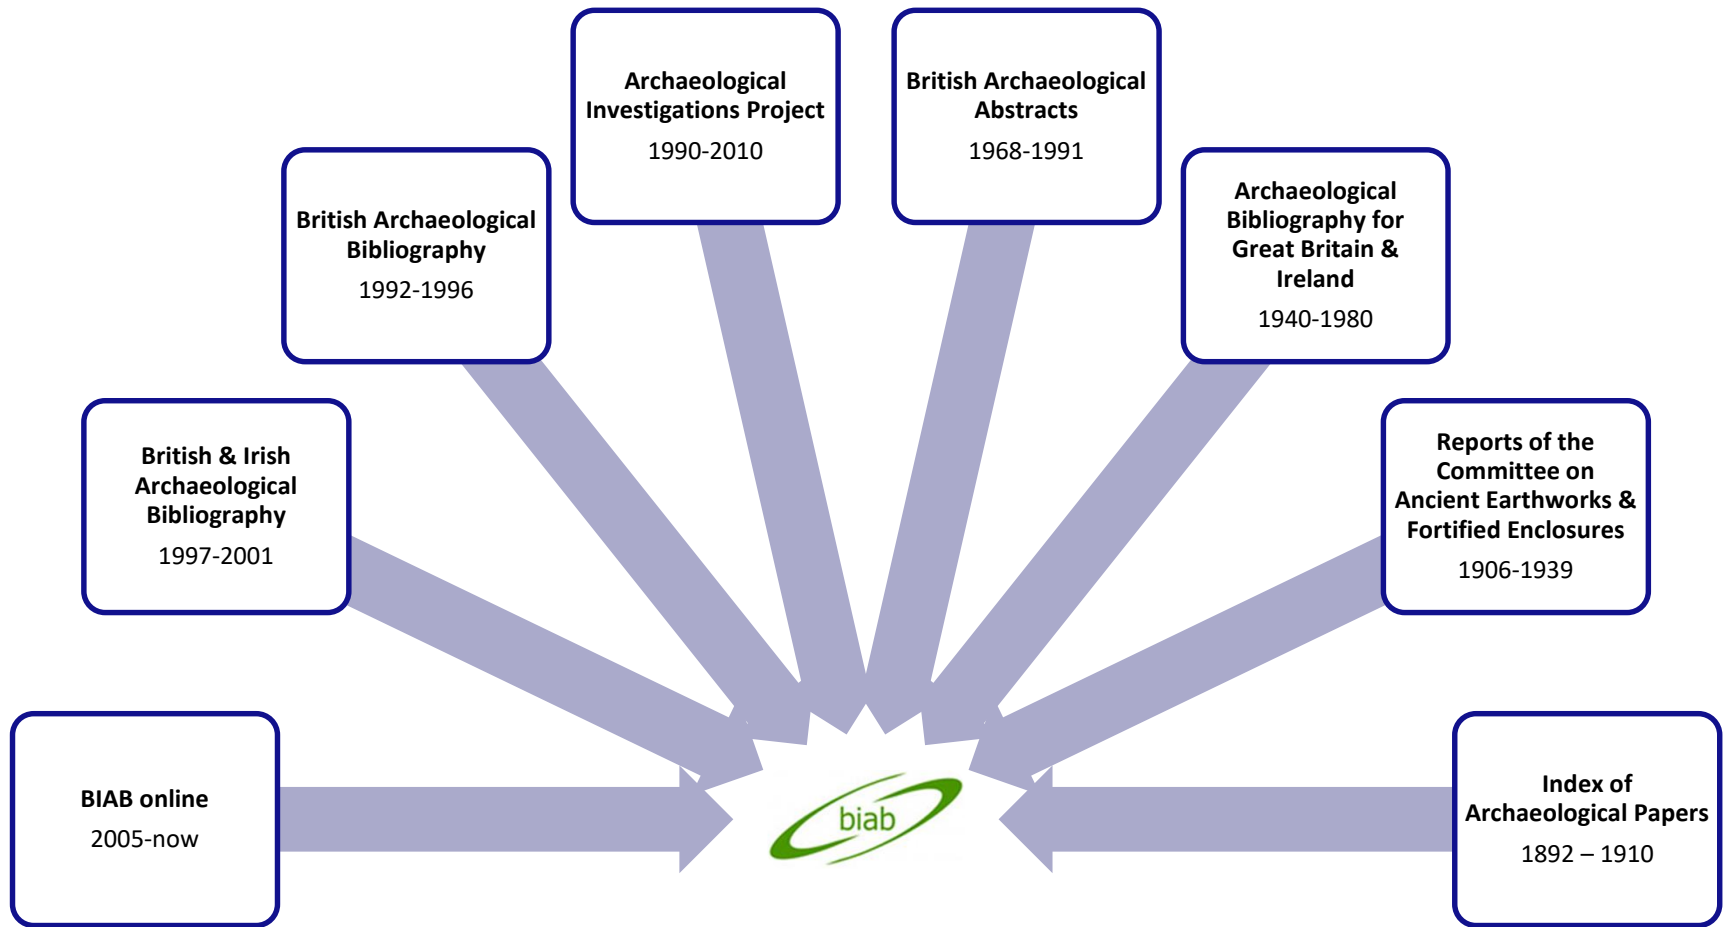 Archaeological
Investigations Project
1990-2010
British Archaeological
Abstracts
1968-1991
British Archaeological
Bibliography
1992-1996
Archaeological
Bibliography for
Great Britain &
Ireland
1940-1980
British & Irish
Archaeological
Bibliography
1997-2001
Reports of the
Committee on
Ancient Earthworks &
Fortified Enclosures
1906-1939
BIAB online
2005-now
biab
Index of
Archaeological Papers
1892 – 1910